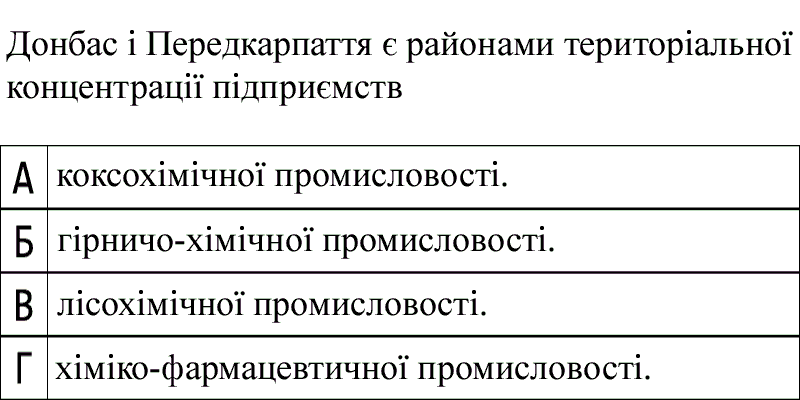 Донбас і Передкарпаття є районами територіальної
концентрації підприємств
А коксохімічної промисловості.
Б гірничо-хімічної промисловості.
В лісохімічної промисловості.
Г хіміко-фармацевтичної промисловості.